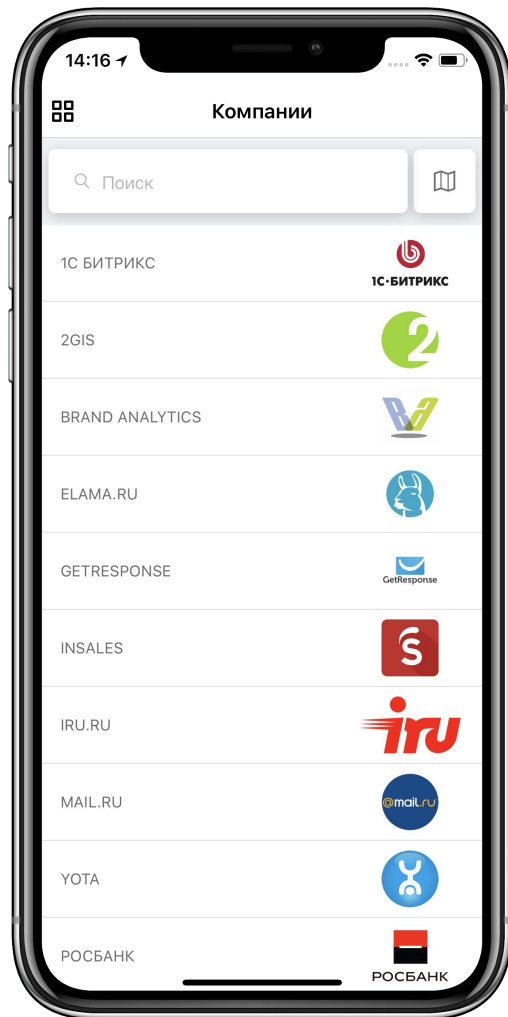 14:16
Компании
Поиск
1С БИТРИКС
1С·БИТРИКС
2GIS
2
BRAND ANALYTICS
BA
ELAMA.RU
GETRESPONSE
GetResponse
INSALES
S
IRU.RU
iru
MAIL.RU
@mail.ru
YOTA
РОСБАНК
РОСБАНК